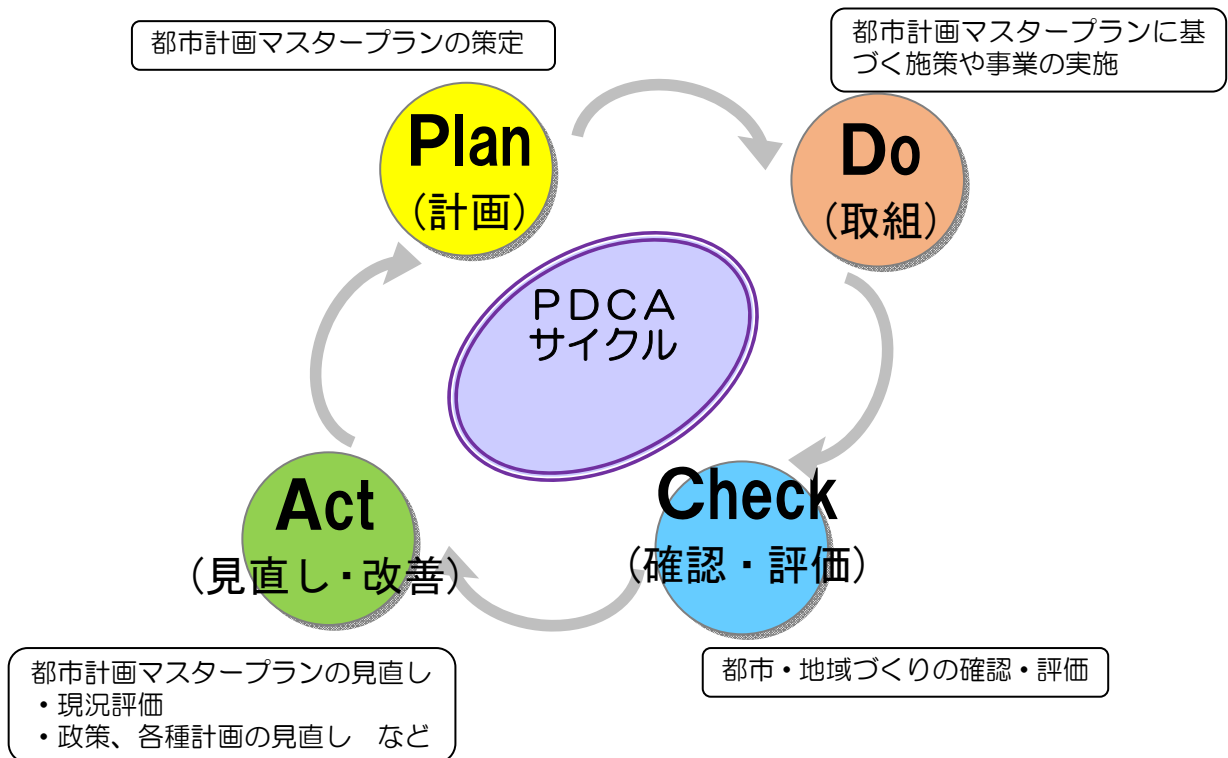 都市計画マスタープランの策定
都市計画マスタープランに基
づく施策や事業の実施
Plan
(計画)
Do
(取組)
PDCA
サイクル
Act
(見直し・改善)
Check
(確認・評価)
都市計画マスタープランの見直し
・現況評価
・政策、各種計画の見直し　など
都市・地域づくりの確認・評価